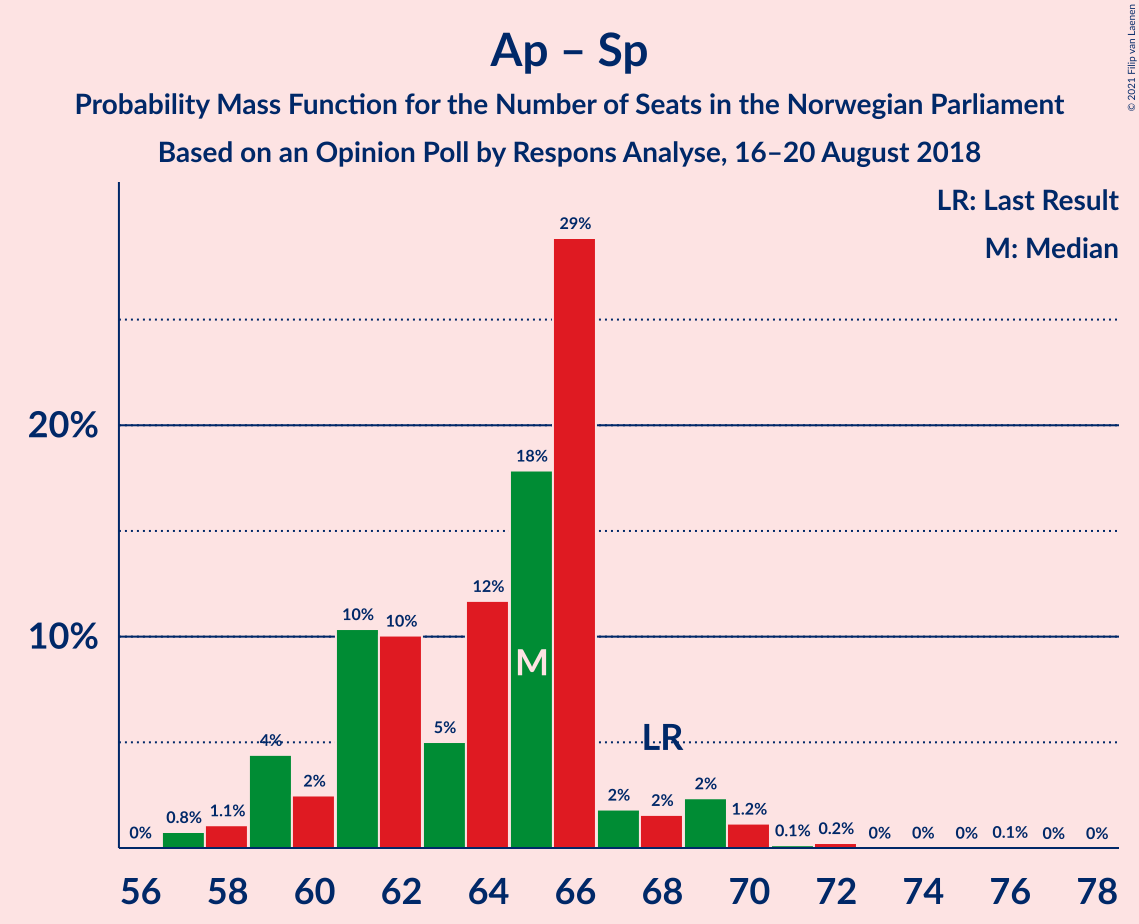 © 2021 Filip van Laenen
Ap – Sp
Probability Mass Function for the Number of Seats in the Norwegian Parliament
Based on an Opinion Poll by Respons Analyse, 16–20 August 2018
LR: Last Result
M: Median
20%
10%
0%
0.8%
1.1%
4%
2%
10%
10%
5%
12%
18%
29%
2%
2%
2%
1.2%
0.1%
0.2%
0%
0%
0%
0.1%
0%
0%
M
LR
56 58 60 62 64 66 68 70 72 74 76 78